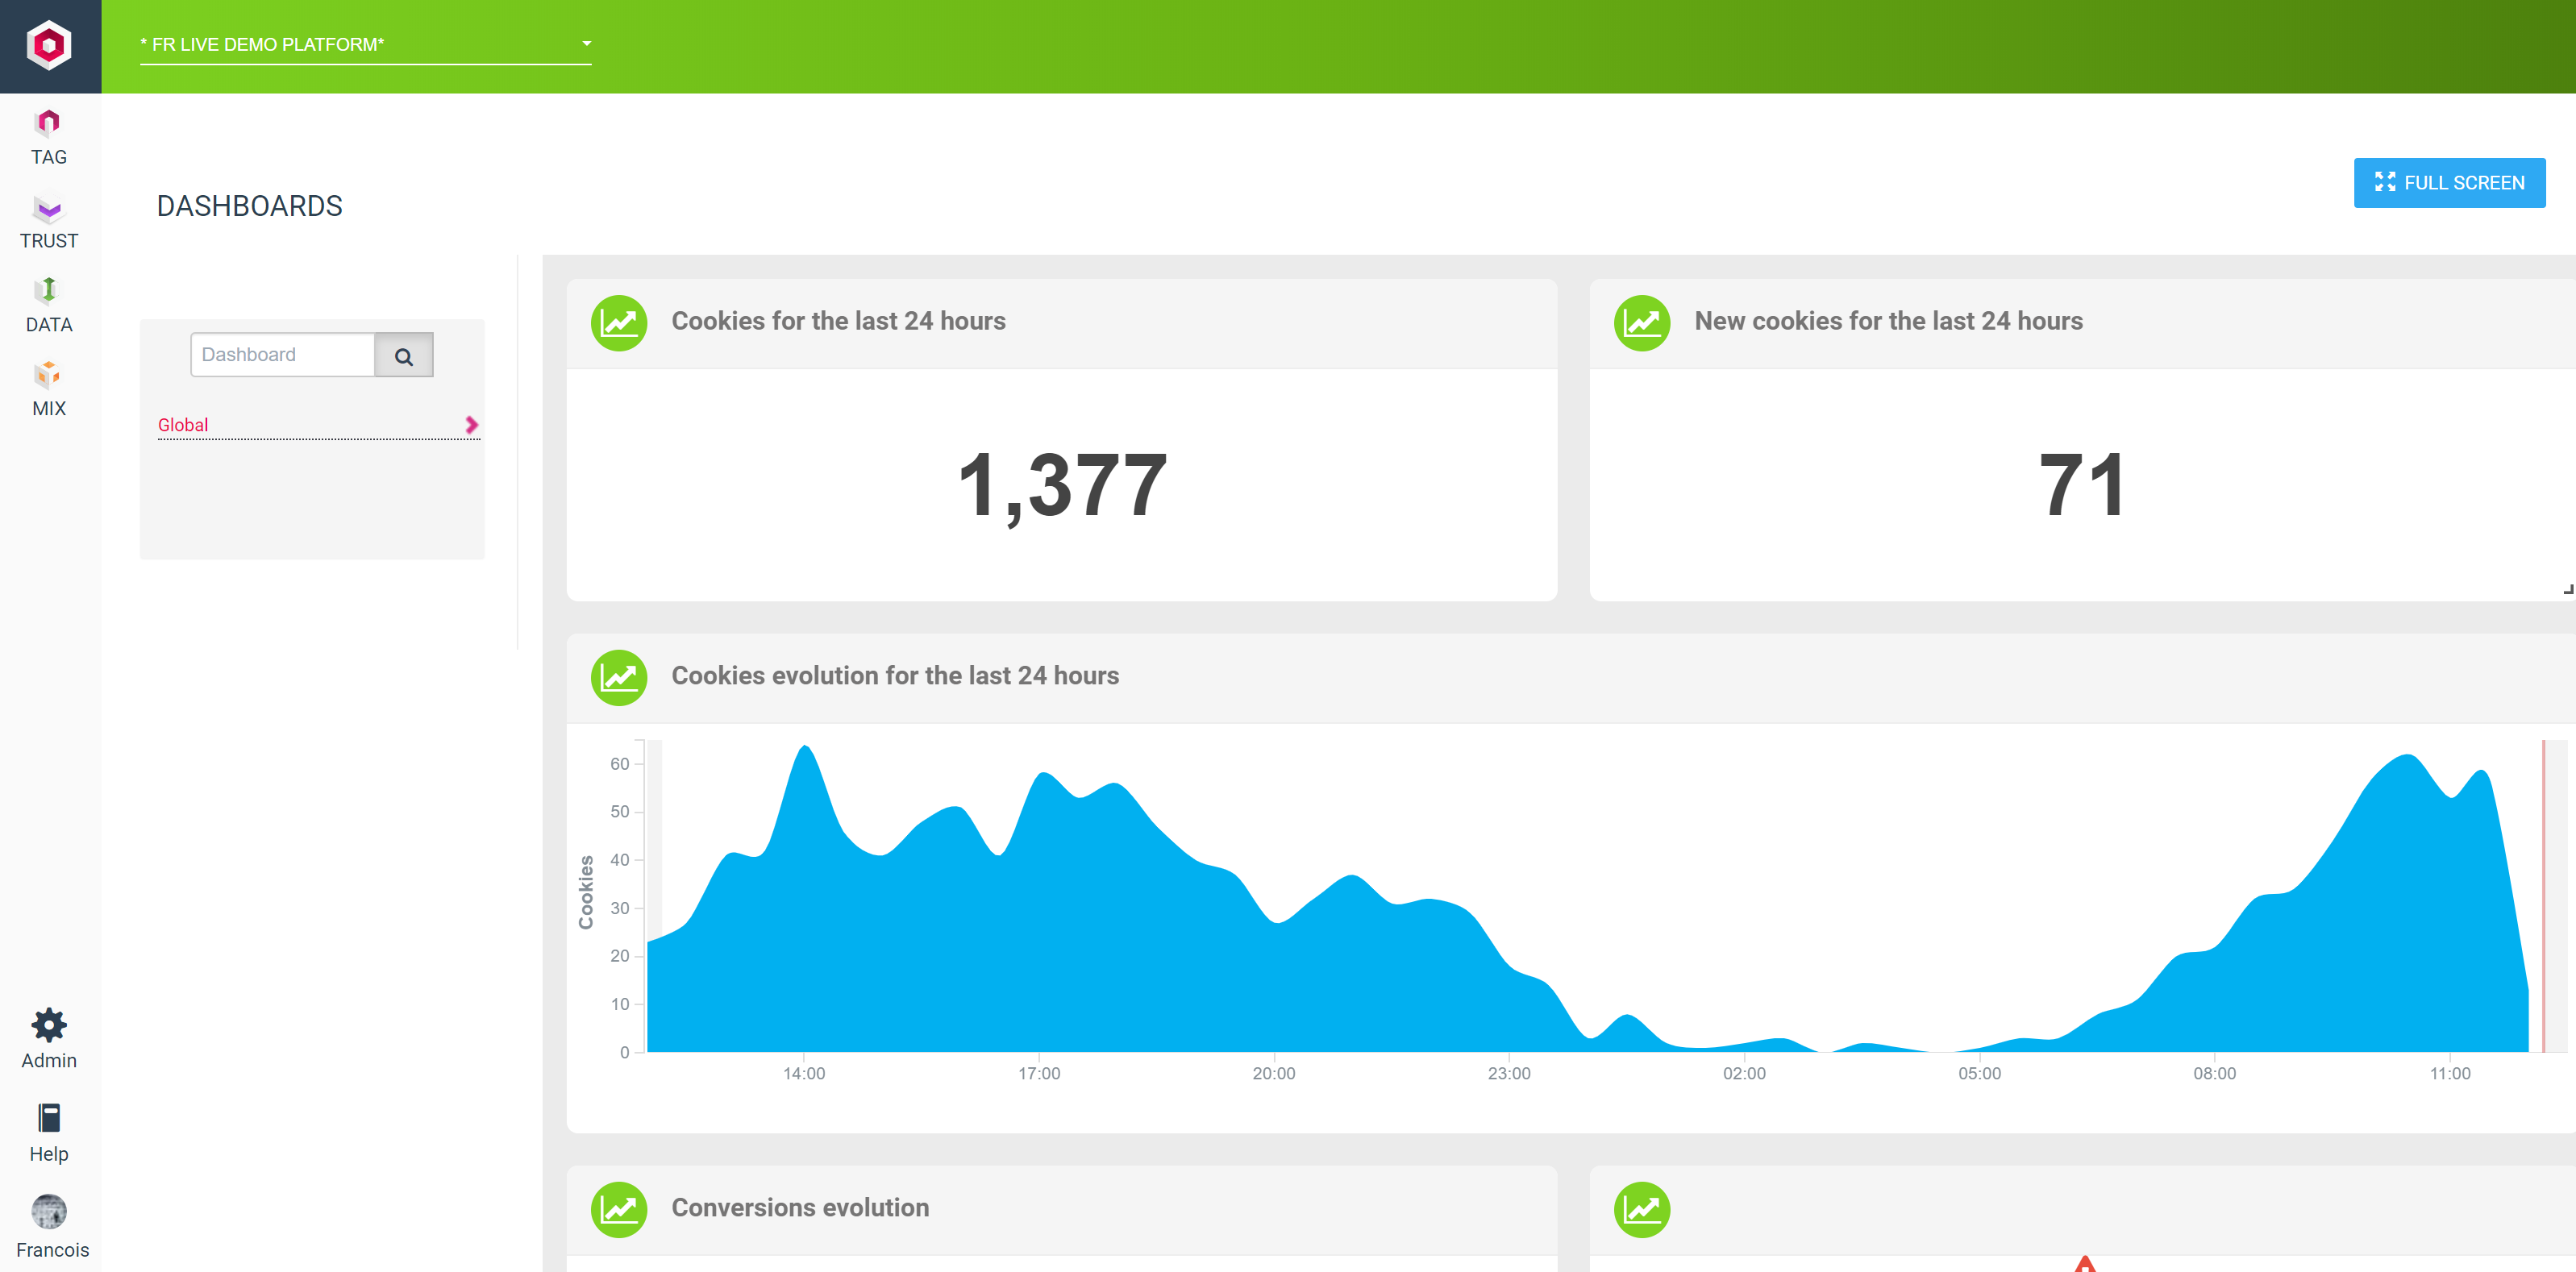 * FR LIVE DEMO PLATFORM*
TAG
TRUST
DATA
MIX
Admin
Help
Francois
DASHBOARDS
FULL SCREEN
Dashboard
Global
Cookies for the last 24 hours
1,377
New cookies for the last 24 hours
71
Cookies evolution for the last 24 hours
Cookies
60
50
40
30
20
10
0
14:00 17:00 20:00 23:00 02:00 05:00 08:00 11:00
Conversions evolution